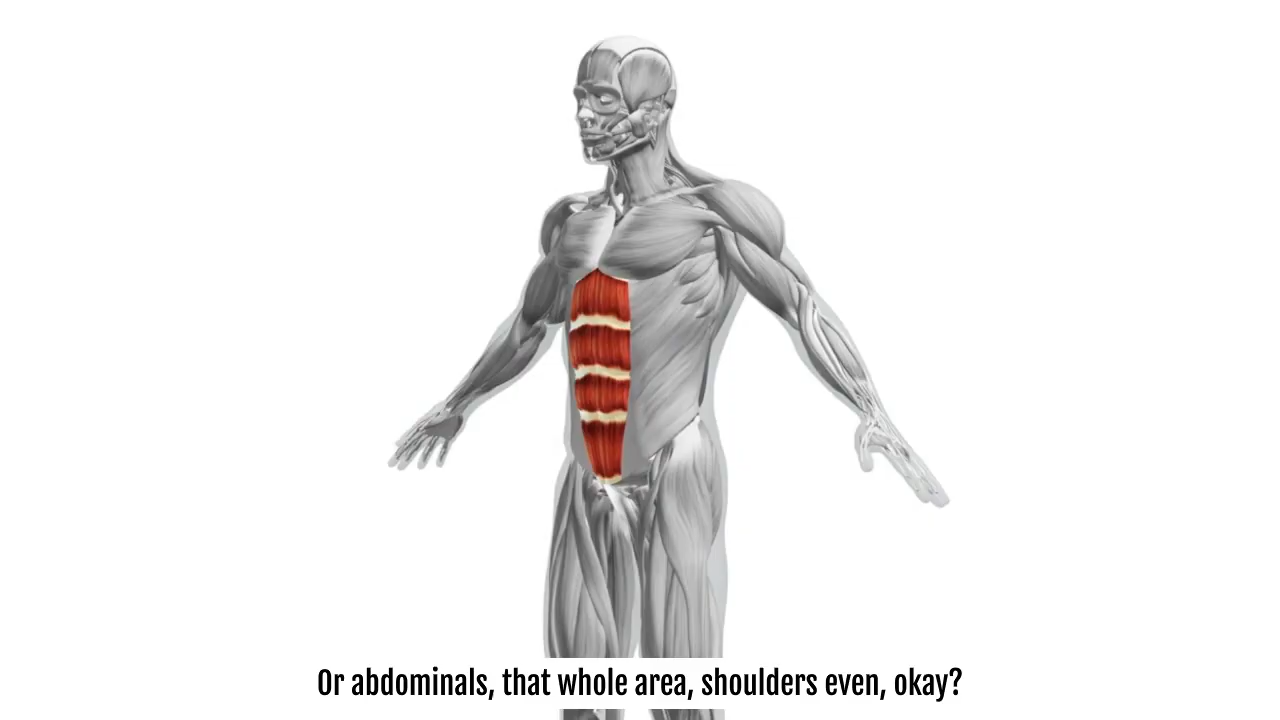 Or abdominals, that whole area, shoulders even, okay?